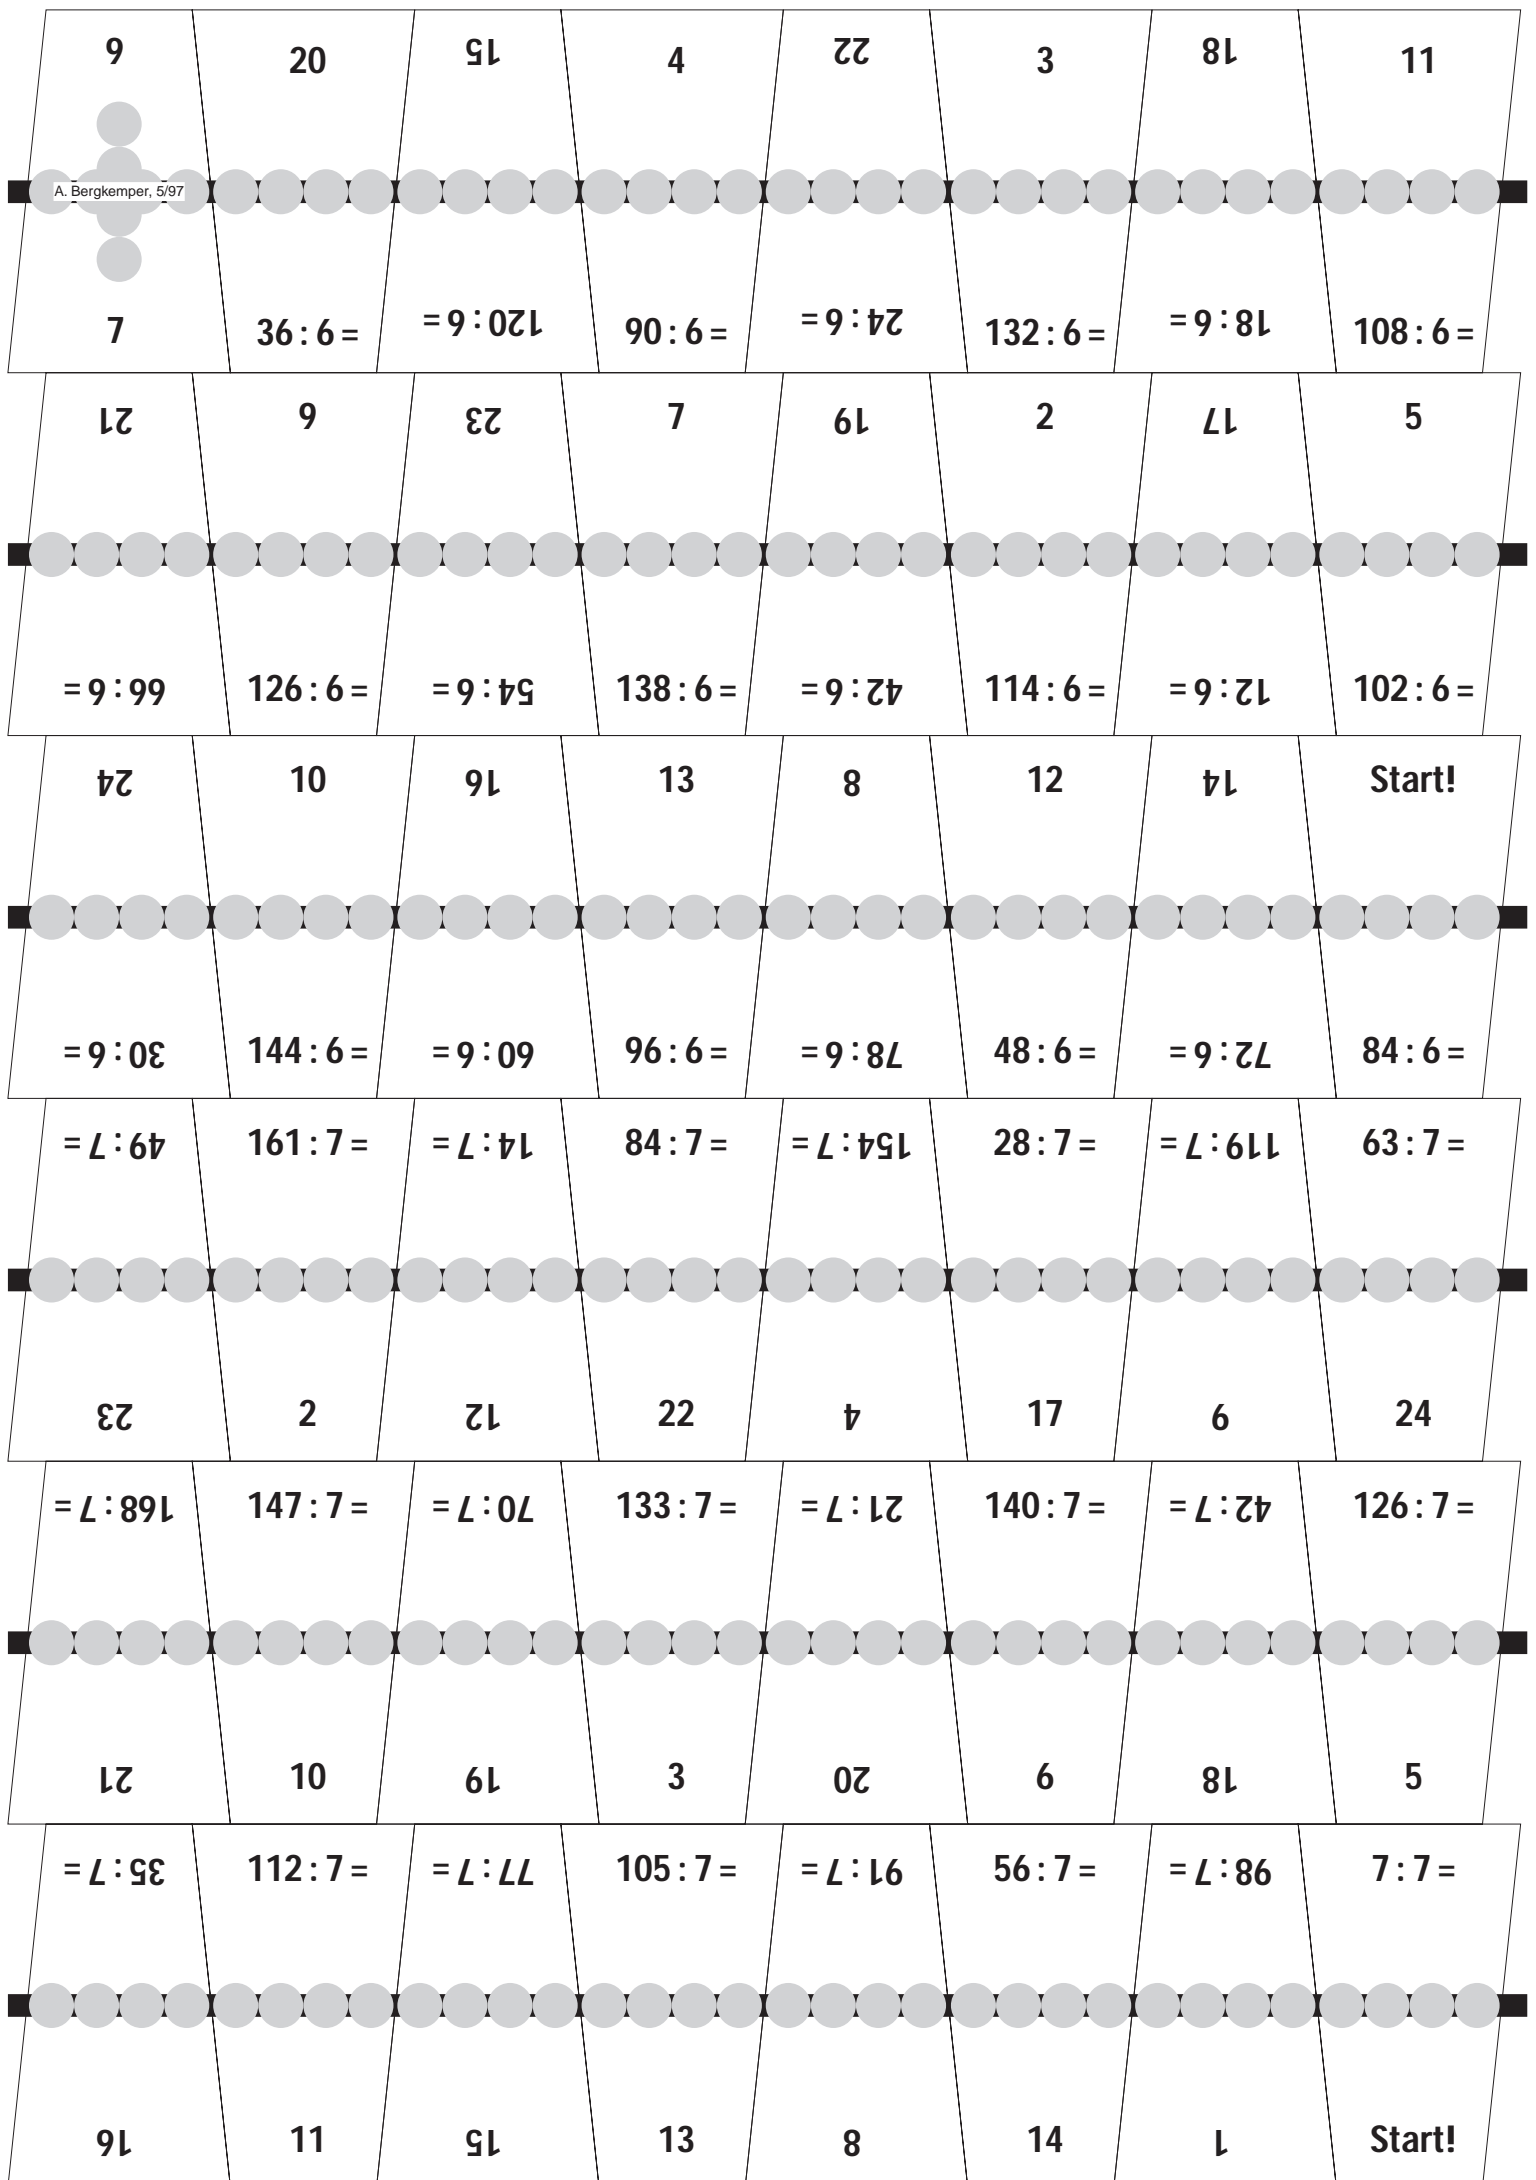 6 20 15 4 22 3 18 11
A. Bergkemper, 5/97
7 36 : 6 = 120 : 6 = 90 : 6 = 24 : 6 = 132 : 6 = 18 : 6 = 108 : 6 =
21 9 23 7 19 2 17 5
66 : 6 = 126 : 6 = 54 : 6 = 138 : 6 = 42 : 6 = 114 : 6 = 12 : 6 = 102 : 6 =
24 10 16 13 8 12 14 Start!
30 : 6 = 144 : 6 = 60 : 6 = 96 : 6 = 78 : 6 = 48 : 6 = 72 : 6 = 84 : 6 =
49 : 7 = 161 : 7 = 14 : 7 = 84 : 7 = 154 : 7 = 28 : 7 = 119 : 7 = 63 : 7 =
23 2 12 22 4 17 9 24
168 : 7 = 147 : 7 = 70 : 7 = 133 : 7 = 21 : 7 = 140 : 7 = 42 : 7 = 126 : 7 =
21 10 19 3 20 6 18 5
35 : 7 = 112 : 7 = 77 : 7 = 105 : 7 = 91 : 7 = 56 : 7 = 98 : 7 = 7 : 7 =
16 11 15 13 8 14 1 Start!